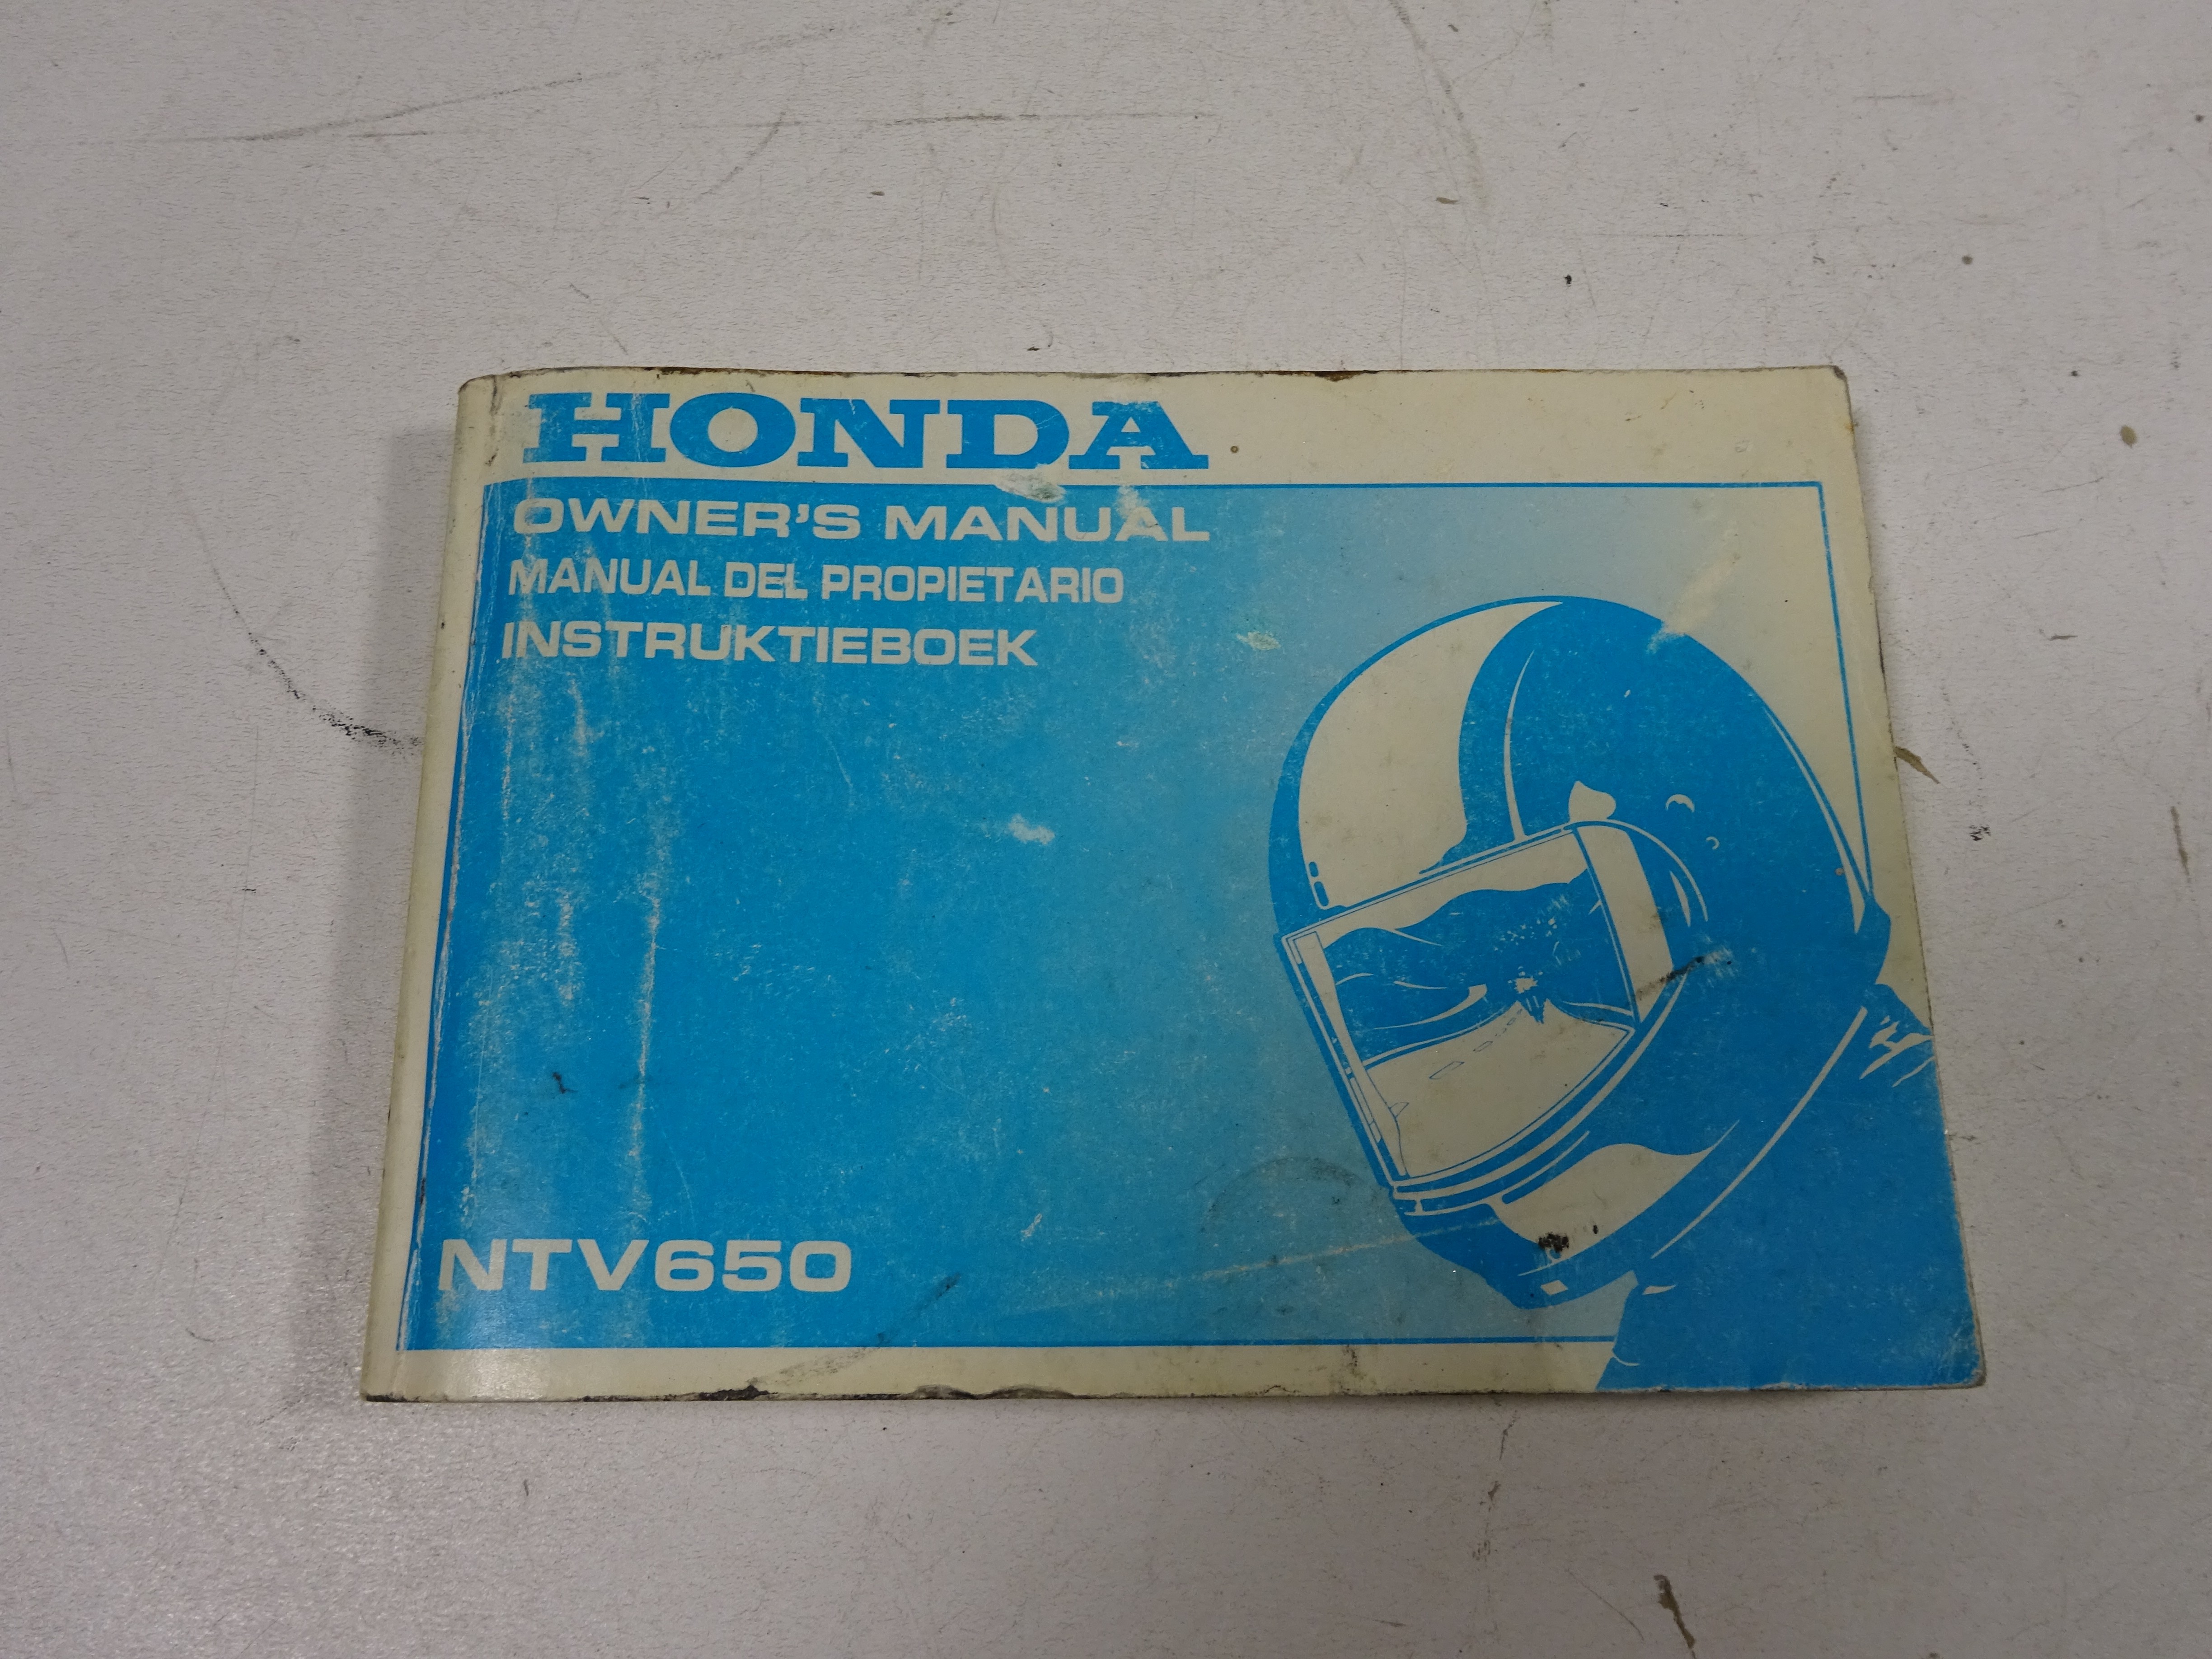 HONDA
OWNER'S MANUAL
MANUAL DEL PROPIETARIO
INSTRUKTIEBOEK
NTV650